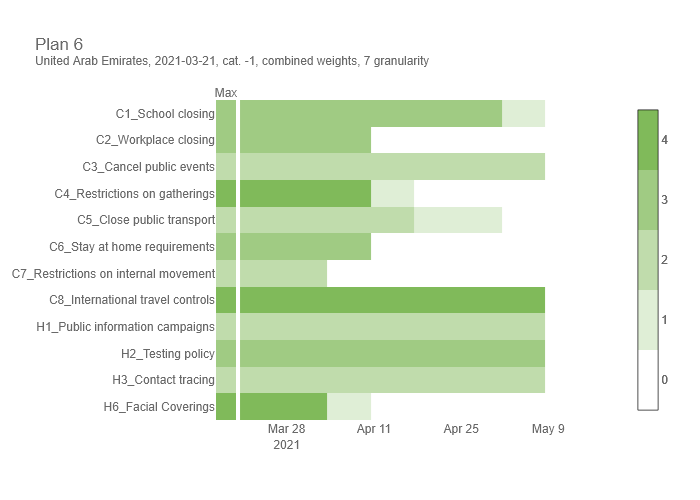 Plan 6
United Arab Emirates, 2021-03-21, cat. -1, combined weights, 7 granularity
Max
C1_School closing
C2_Workplace closing
C3_Cancel public events
C4_Restrictions on gatherings
C5_Close public transport
C6_Stay at home requirements
C7_Restrictions on internal movement
C8_International travel controls
H1_Public information campaigns
H2_Testing policy
H3_Contact tracing
H6_Facial Coverings
Mar 28 Apr 11 Apr 25 May 9
2021
4
3
2
1
0